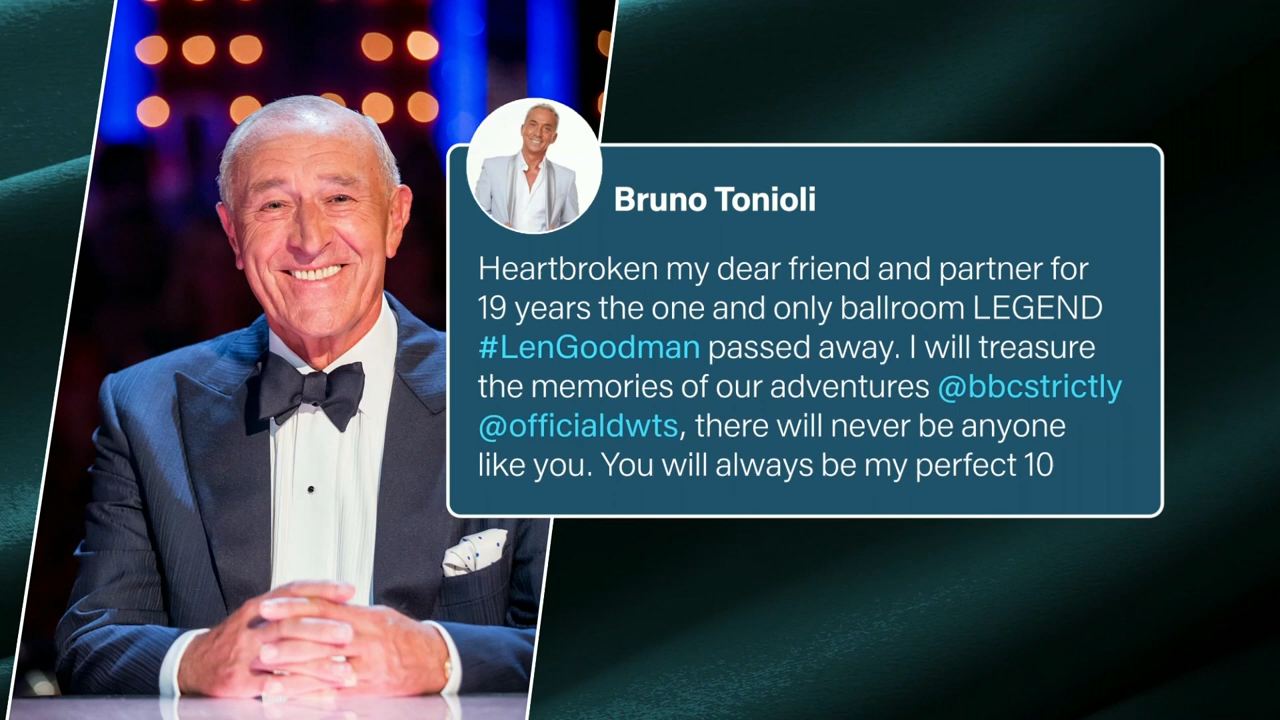 Bruno Tonioli
Heartbroken my dear friend and partner for
19 years the one and only ballroom LEGEND
#LenGoodman passed away. I will treasure
the memories of our adventures @bbcstrictly
@officialdwts, there will never be anyone
like you. You will always be my perfect 10